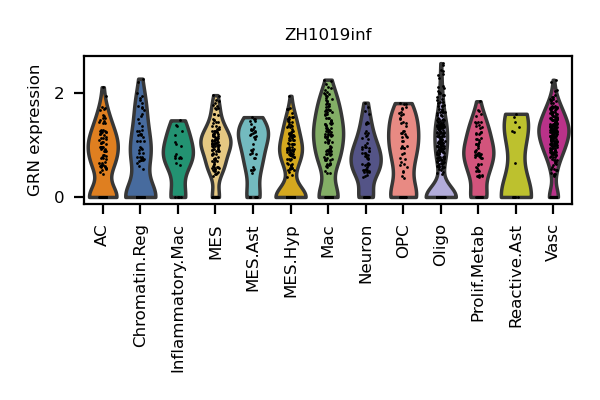 ZH1019inf
GRN expression
2
0
AC
Chromatin.Reg
Inflammatory.Mac
MES
MES.Ast
MES.Hyp
Mac
Neuron
OPC
Oligo
Prolif.Metab
Reactive.Ast
Vasc